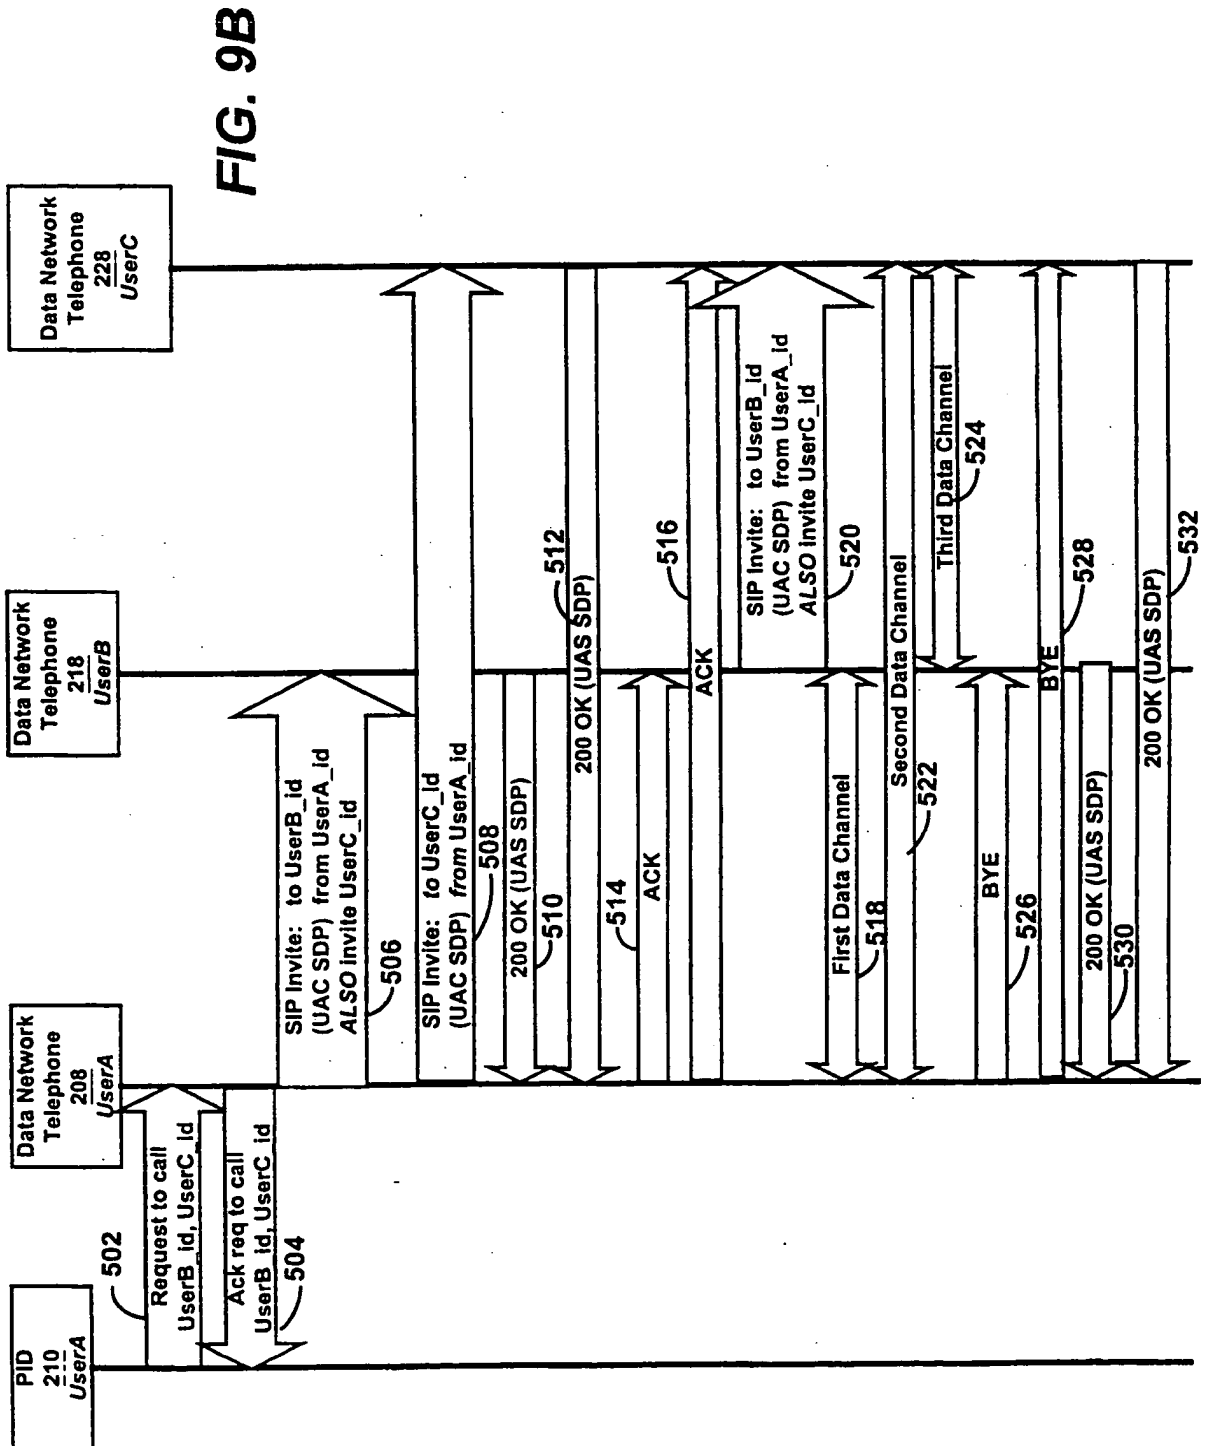 FIG. 9B
PID
210
UserA
Data Network
Telephone
208
UserA
Data Network
Telephone
218
UserB
Data Network
Telephone
228
UserC
502
Request to call
UserB_id, UserC_id
Ack req to call
UserB_id, UserC_id
504
SIP Invite: to UserB_id
(UAC SDP) from UserA_id
ALSO invite UserC_id
506
SIP Invite: to UserC_id
(UAC SDP) from UserA_id
508
200 OK (UAS SDP)
510
512
200 OK (UAS SDP)
514
ACK
516
ACK
SIP Invite: to UserB_id
(UAC SDP) from UserA_id
ALSO invite UserC_id
520
First Data Channel
518
Second Data Channel
522
Third Data Channel
524
BYE
526
BYE
528
200 OK (UAS SDP)
530
200 OK (UAS SDP)
532